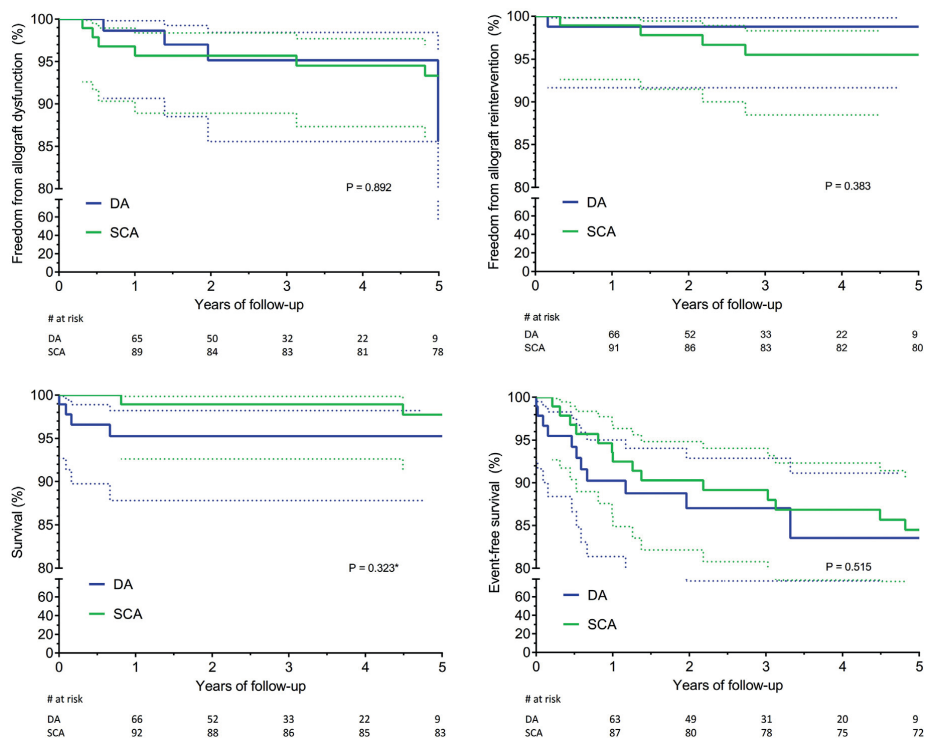 Freedom from allograft dysfunction (%)
100
95
90
85
80
60
40
20
0
P = 0.892
DA
SCA
0 1 2 3 4 5
Years of follow-up
# at risk
DA 65 50 32 22 9
SCA 89 84 83 81 78
Freedom from allograft reintervention (%)
100
95
90
85
80
60
40
20
0
P = 0.383
DA
SCA
0 1 2 3 4 5
Years of follow-up
# at risk
DA 66 52 33 22 9
SCA 91 86 83 82 80
Survival (%)
100
95
90
85
80
60
40
20
0
P = 0.323*
DA
SCA
0 1 2 3 4 5
Years of follow-up
# at risk
DA 66 52 33 22 9
SCA 92 88 86 85 83
Event-free survival (%)
100
95
90
85
80
60
40
20
0
P = 0.515
DA
SCA
0 1 2 3 4 5
Years of follow-up
# at risk
DA 63 49 31 20 9
SCA 87 80 78 75 72